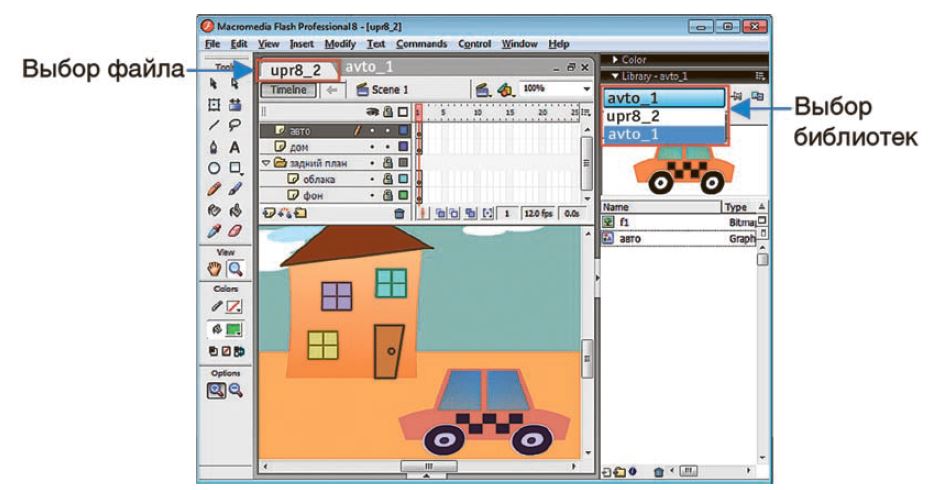 Macromedia Flash Professional 8 - [upr8_2]
File Edit View Insert Modify Text Commands Control Window Help
Выбор файла
Tools
upr8_2 avto_1
Timeline Scene 1 100%
1 5 10 15 20 25
авто
дом
задний план
облака
фон
1 12.0 fps 0.0s
View
Colors
Options
Color
Library - avto_1
avto_1
upr8_2
avto_1
Выбор
библиотек
Name Type
f1 Bitmap
авто Graph